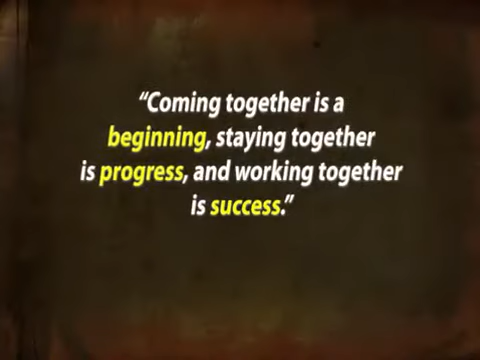 “Coming together is a
beginning, staying together
is progress, and working together
is success.”